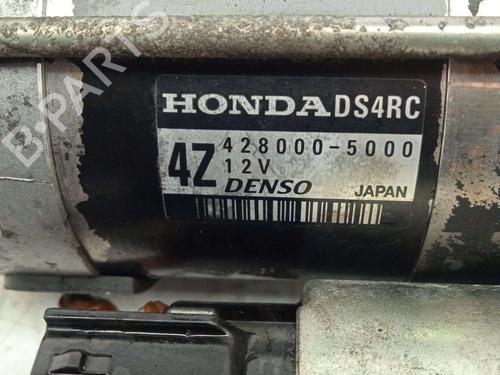 B-PARTS
HONDA DS4RC
4Z 428000-5000
12V
DENSO JAPAN